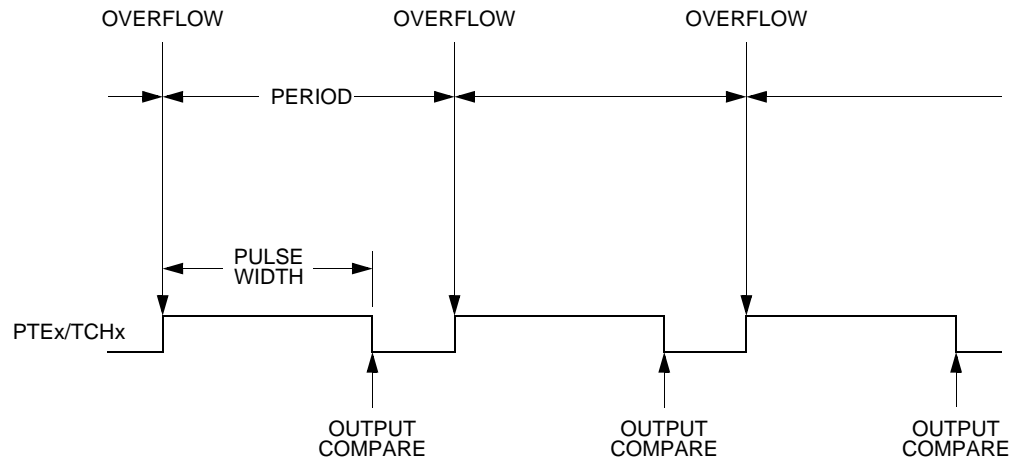 OVERFLOW OVERFLOW OVERFLOW
PERIOD
PULSE
WIDTH
PTEx/TCHx
OUTPUT
COMPARE
OUTPUT
COMPARE
OUTPUT
COMPARE